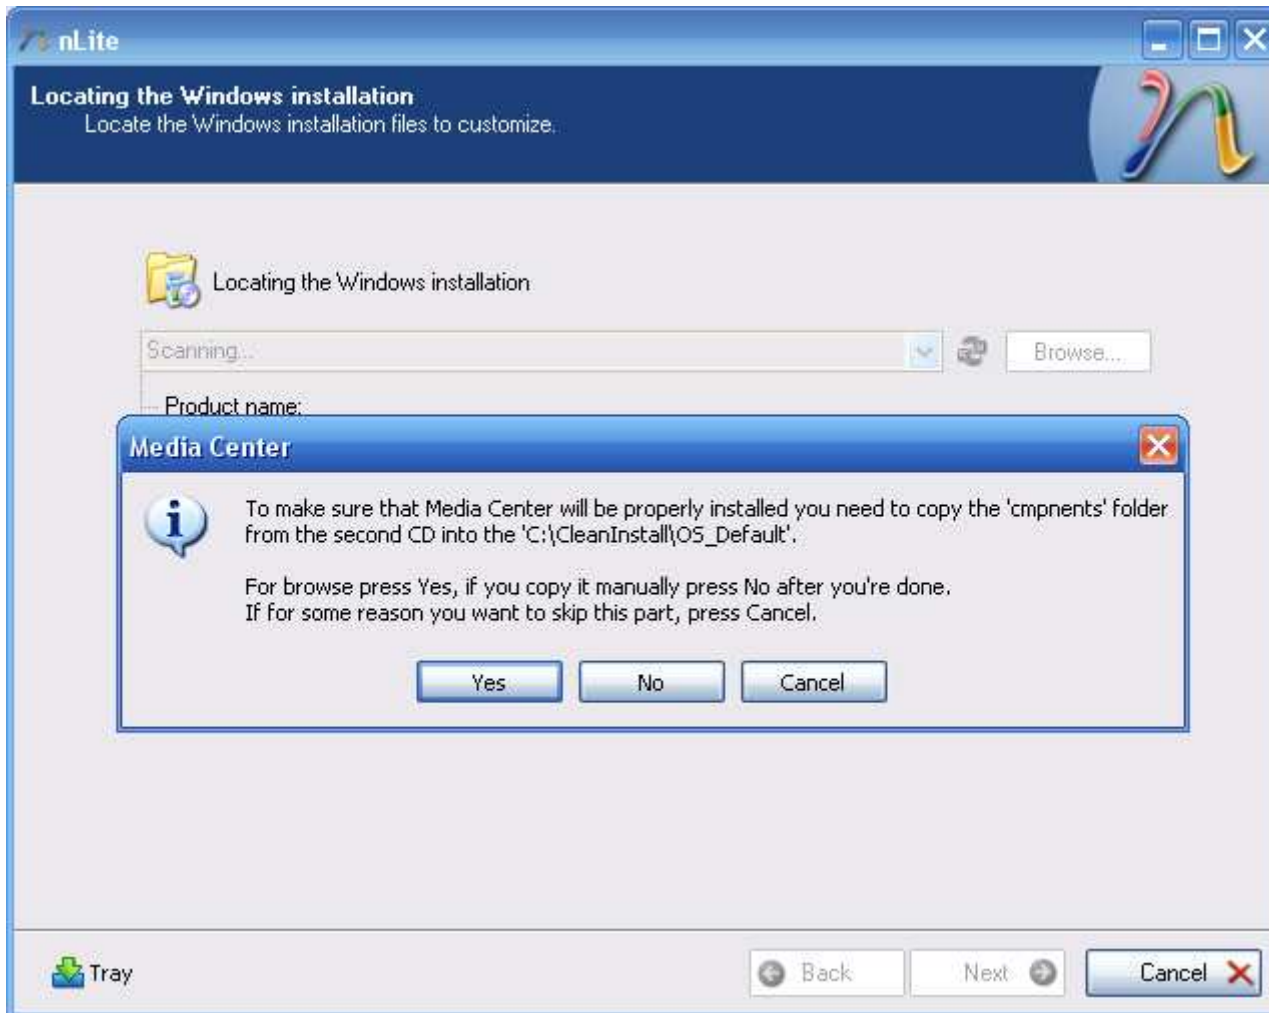 nLite
Locating the Windows installation
Locate the Windows installation files to customize.
Locating the Windows installation
Scanning...
Browse...
Product name:
Media Center
To make sure that Media Center will be properly installed you need to copy the 'cmpnents' folder
from the second CD into the 'C:\CleanInstall\OS_Default'.
For browse press Yes, if you copy it manually press No after you're done.
If for some reason you want to skip this part, press Cancel.
Yes
No
Cancel
Tray
Back
Next
Cancel